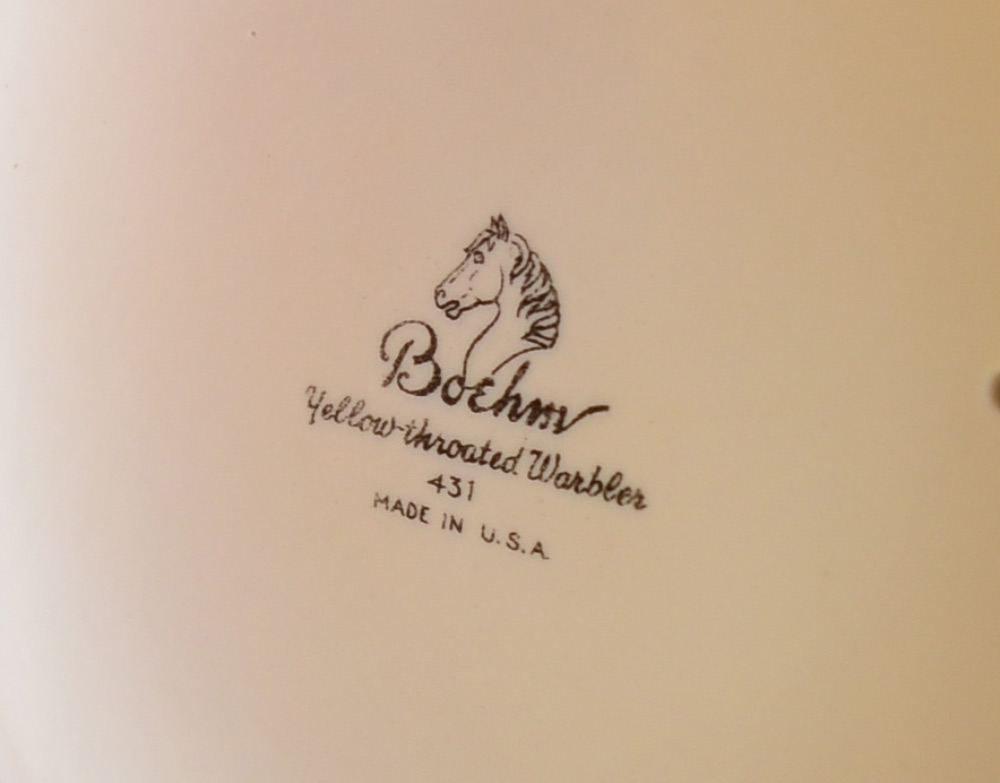 Boehm
Yellow-throated Warbler
431
MADE IN U.S.A.